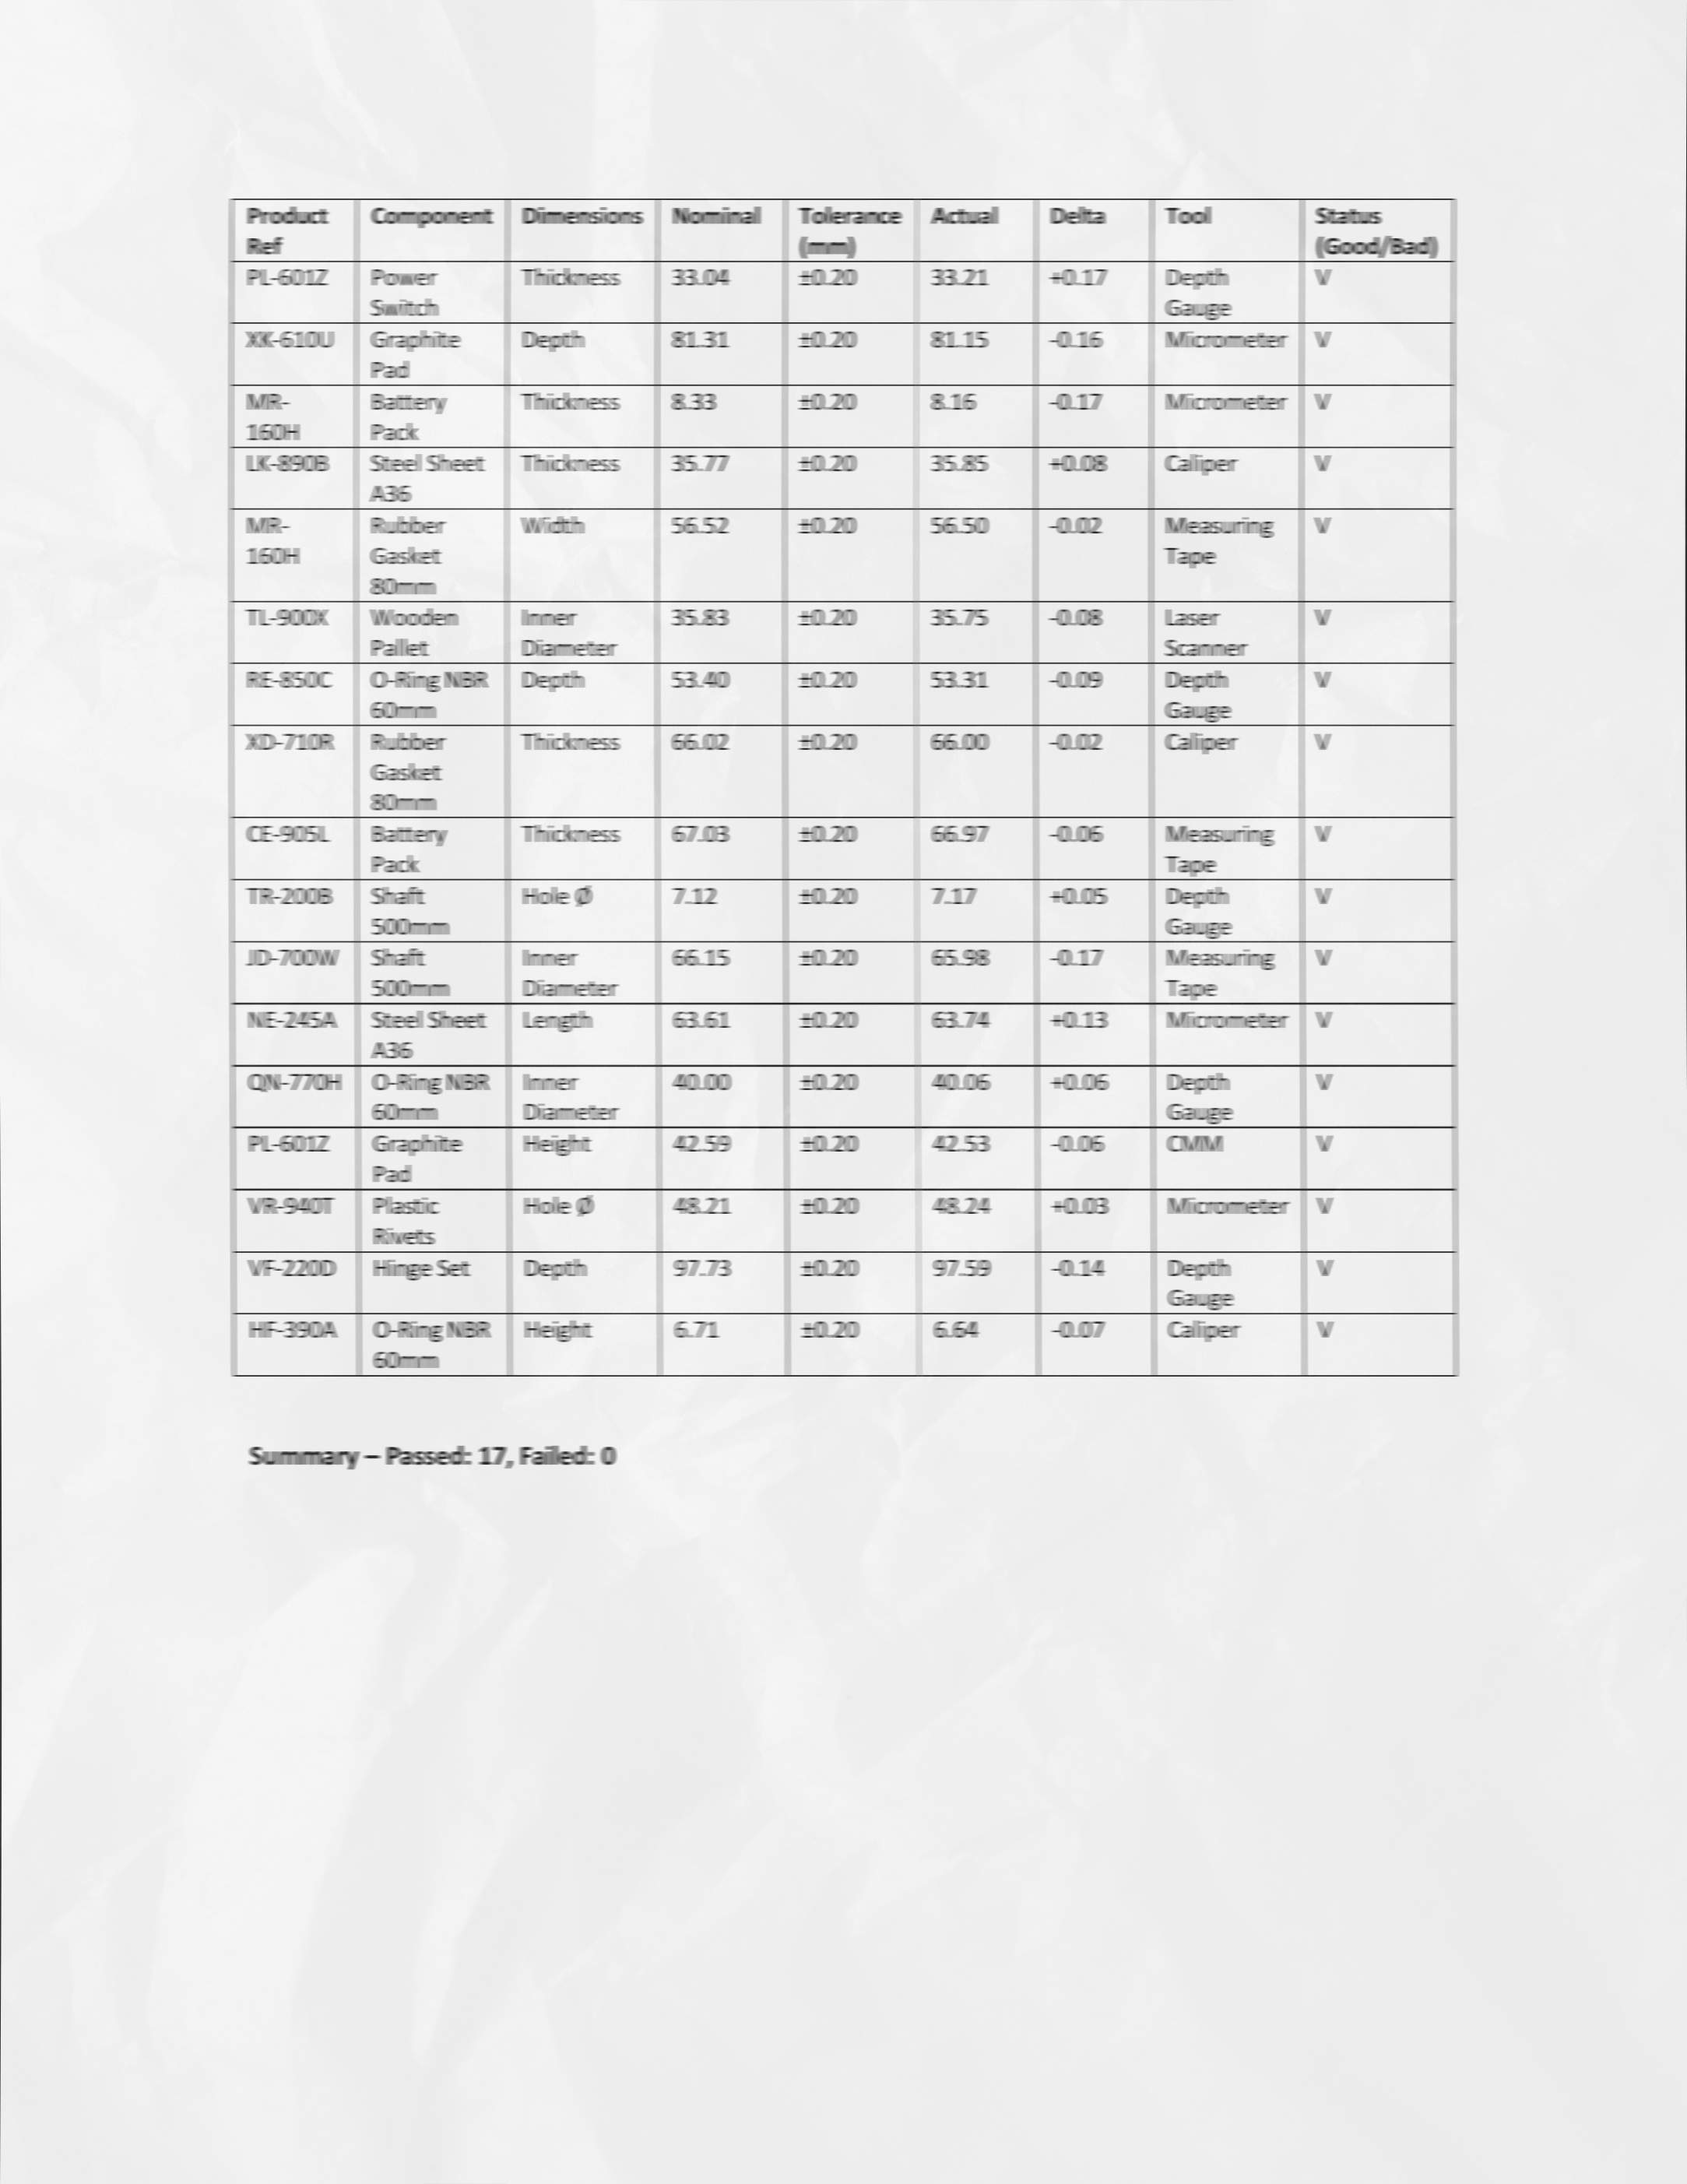 Product Ref Component Dimensions Nominal Tolerance (mm) Actual Delta Tool Status (Good/Bad)
PL-601Z Power Switch Thickness 33.04 ±0.20 33.21 +0.17 Depth Gauge V
XK-610U Graphite Pad Depth 81.31 ±0.20 81.15 -0.16 Micrometer V
MR-160H Battery Pack Thickness 8.33 ±0.20 8.16 -0.17 Micrometer V
LK-890B Steel Sheet A36 Thickness 35.77 ±0.20 35.85 +0.08 Caliper V
MR-160H Rubber Gasket 80mm Width 56.52 ±0.20 56.50 -0.02 Measuring Tape V
TL-900X Wooden Pallet Inner Diameter 35.83 ±0.20 35.75 -0.08 Laser Scanner V
RE-850C O-Ring NBR 60mm Depth 53.40 ±0.20 53.31 -0.09 Depth Gauge V
XD-710R Rubber Gasket 80mm Thickness 66.02 ±0.20 66.00 -0.02 Caliper V
CE-905L Battery Pack Thickness 67.03 ±0.20 66.97 -0.06 Measuring Tape V
TR-200B Shaft 500mm Hole Ø 7.12 ±0.20 7.17 +0.05 Depth Gauge V
JD-700W Shaft 500mm Inner Diameter 66.15 ±0.20 65.98 -0.17 Measuring Tape V
NE-245A Steel Sheet A36 Length 63.61 ±0.20 63.74 +0.13 Micrometer V
QN-770H O-Ring NBR 60mm Inner Diameter 40.00 ±0.20 40.06 +0.06 Depth Gauge V
PL-601Z Graphite Pad Height 42.59 ±0.20 42.53 -0.06 CMM V
VR-940T Plastic Rivets Hole Ø 48.21 ±0.20 48.24 +0.03 Micrometer V
VF-220D Hinge Set Depth 97.73 ±0.20 97.59 -0.14 Depth Gauge V
HF-390A O-Ring NBR 60mm Height 6.71 ±0.20 6.64 -0.07 Caliper V
Summary – Passed: 17, Failed: 0